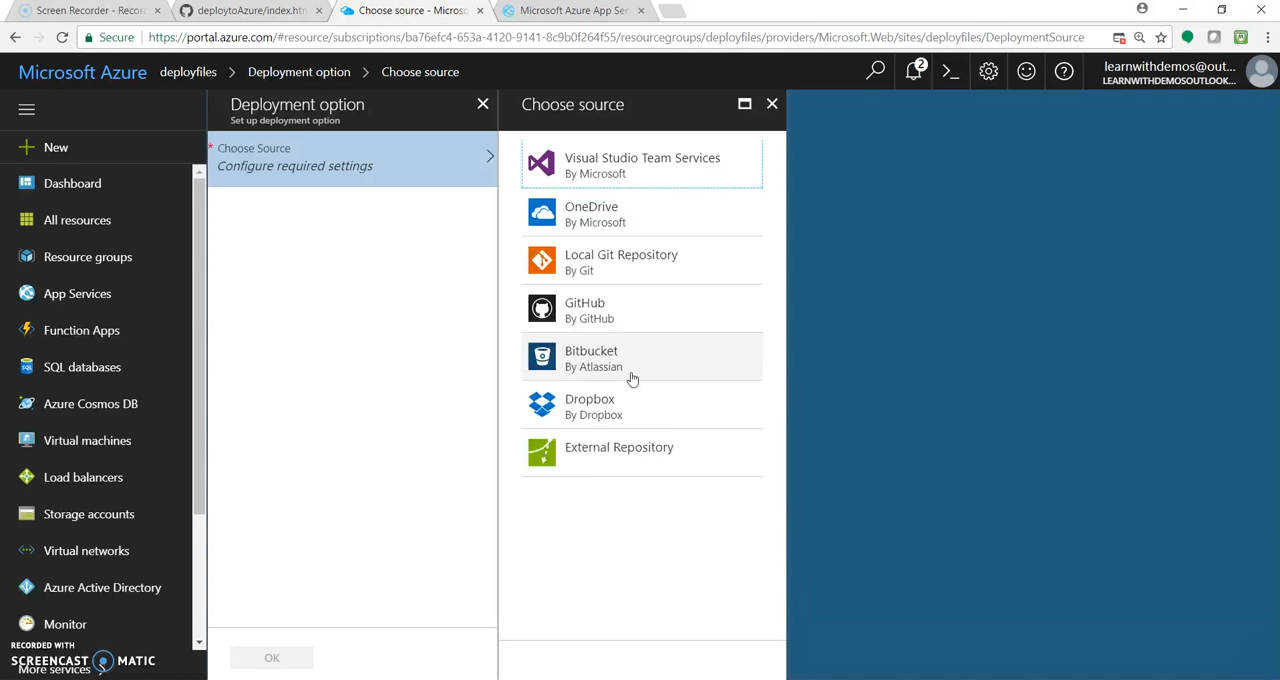 Screen Recorder - Recor
deploytoAzure/index.htm
Choose source - Microso
Microsoft Azure App Ser
Secure
https://portal.azure.com/#resource/subscriptions/ba76efc4-653a-4120-9141-8c9b0f264f55/resourcegroups/deployfiles/providers/Microsoft.Web/sites/deployfiles/DeploymentSource
Microsoft Azure
deployfiles > Deployment option > Choose source
2
learnwithdemos@out...
LEARNWITHDEMOSOUTLOOK...
New
Dashboard
All resources
Resource groups
App Services
Function Apps
SQL databases
Azure Cosmos DB
Virtual machines
Load balancers
Storage accounts
Virtual networks
Azure Active Directory
Monitor
More services >
RECORDED WITH
SCREENCAST MATIC
Deployment option
Set up deployment option
* Choose Source
Configure required settings
OK
Choose source
Visual Studio Team Services
By Microsoft
OneDrive
By Microsoft
Local Git Repository
By Git
GitHub
By GitHub
Bitbucket
By Atlassian
Dropbox
By Dropbox
External Repository